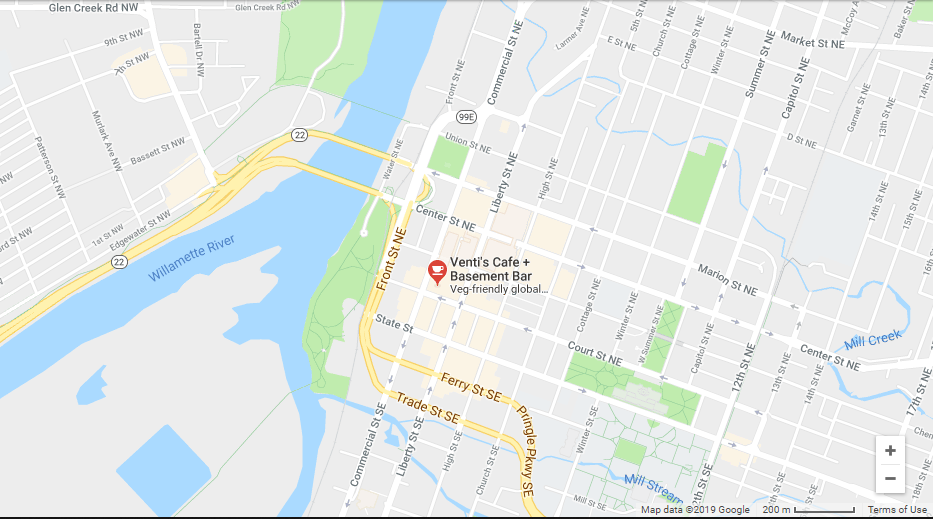 Glen Creek Rd NW
Glen Creek Rd NE
5th St NE
McCoy A
Baker St N
9th St NW
Bartell Dr NW
7th St NW
Larmer Ave NE
E St NE
Church St NE
Cottage St NE
Winter St NE
Summer St NE
Market St NE
Capitol St NE
Commercial St NE
Front St NE
99E
Garnet St NE
13th St NE
14th St
Murlark Ave NW
Bassett St NW
Patterson St NW
22
Water St NE
Union St NE
Liberty St NE
High St NE
D St NE
1st St NW
Edgewater St NW
rd St NW
22
Willamette River
Center St NE
Front St NE
14th St NE
15th St
16th St N
Venti's Cafe +
Basement Bar
Veg-friendly global...
Marion St NE
State St
Cottage St NE
Winter St NE
W Summer St NE
Capitol St NE
Court St NE
Mill Creek
Center St NE
12th St NE
13th St NE
14th St NE
17th St NE
Ferry St SE
Trade St SE
Pringle Pkwy SE
Commercial St SE
Liberty St SE
High St SE
Church St SE
Winter St SE
Mill Stream
Mill St SE
12th St SE
Chem
18th St
+
−
Map data ©2019 Google
200 m
Terms of Use